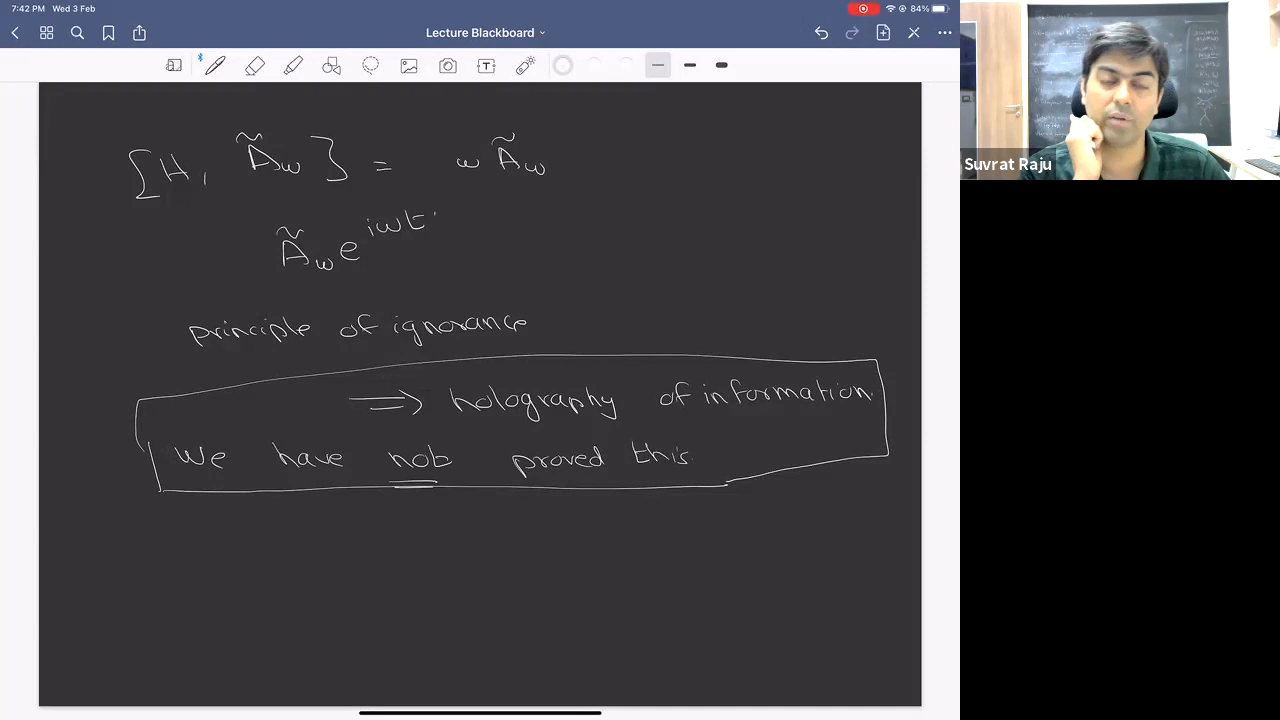 7:42 PM Wed 3 Feb
84%
Lecture Blackboard
{H, Ã_ω} = ω Ã_ω
Ã_ω e^{iωt}
principle of ignorance
⇒ holography of information.
We have not proved this.
Suvrat Raju